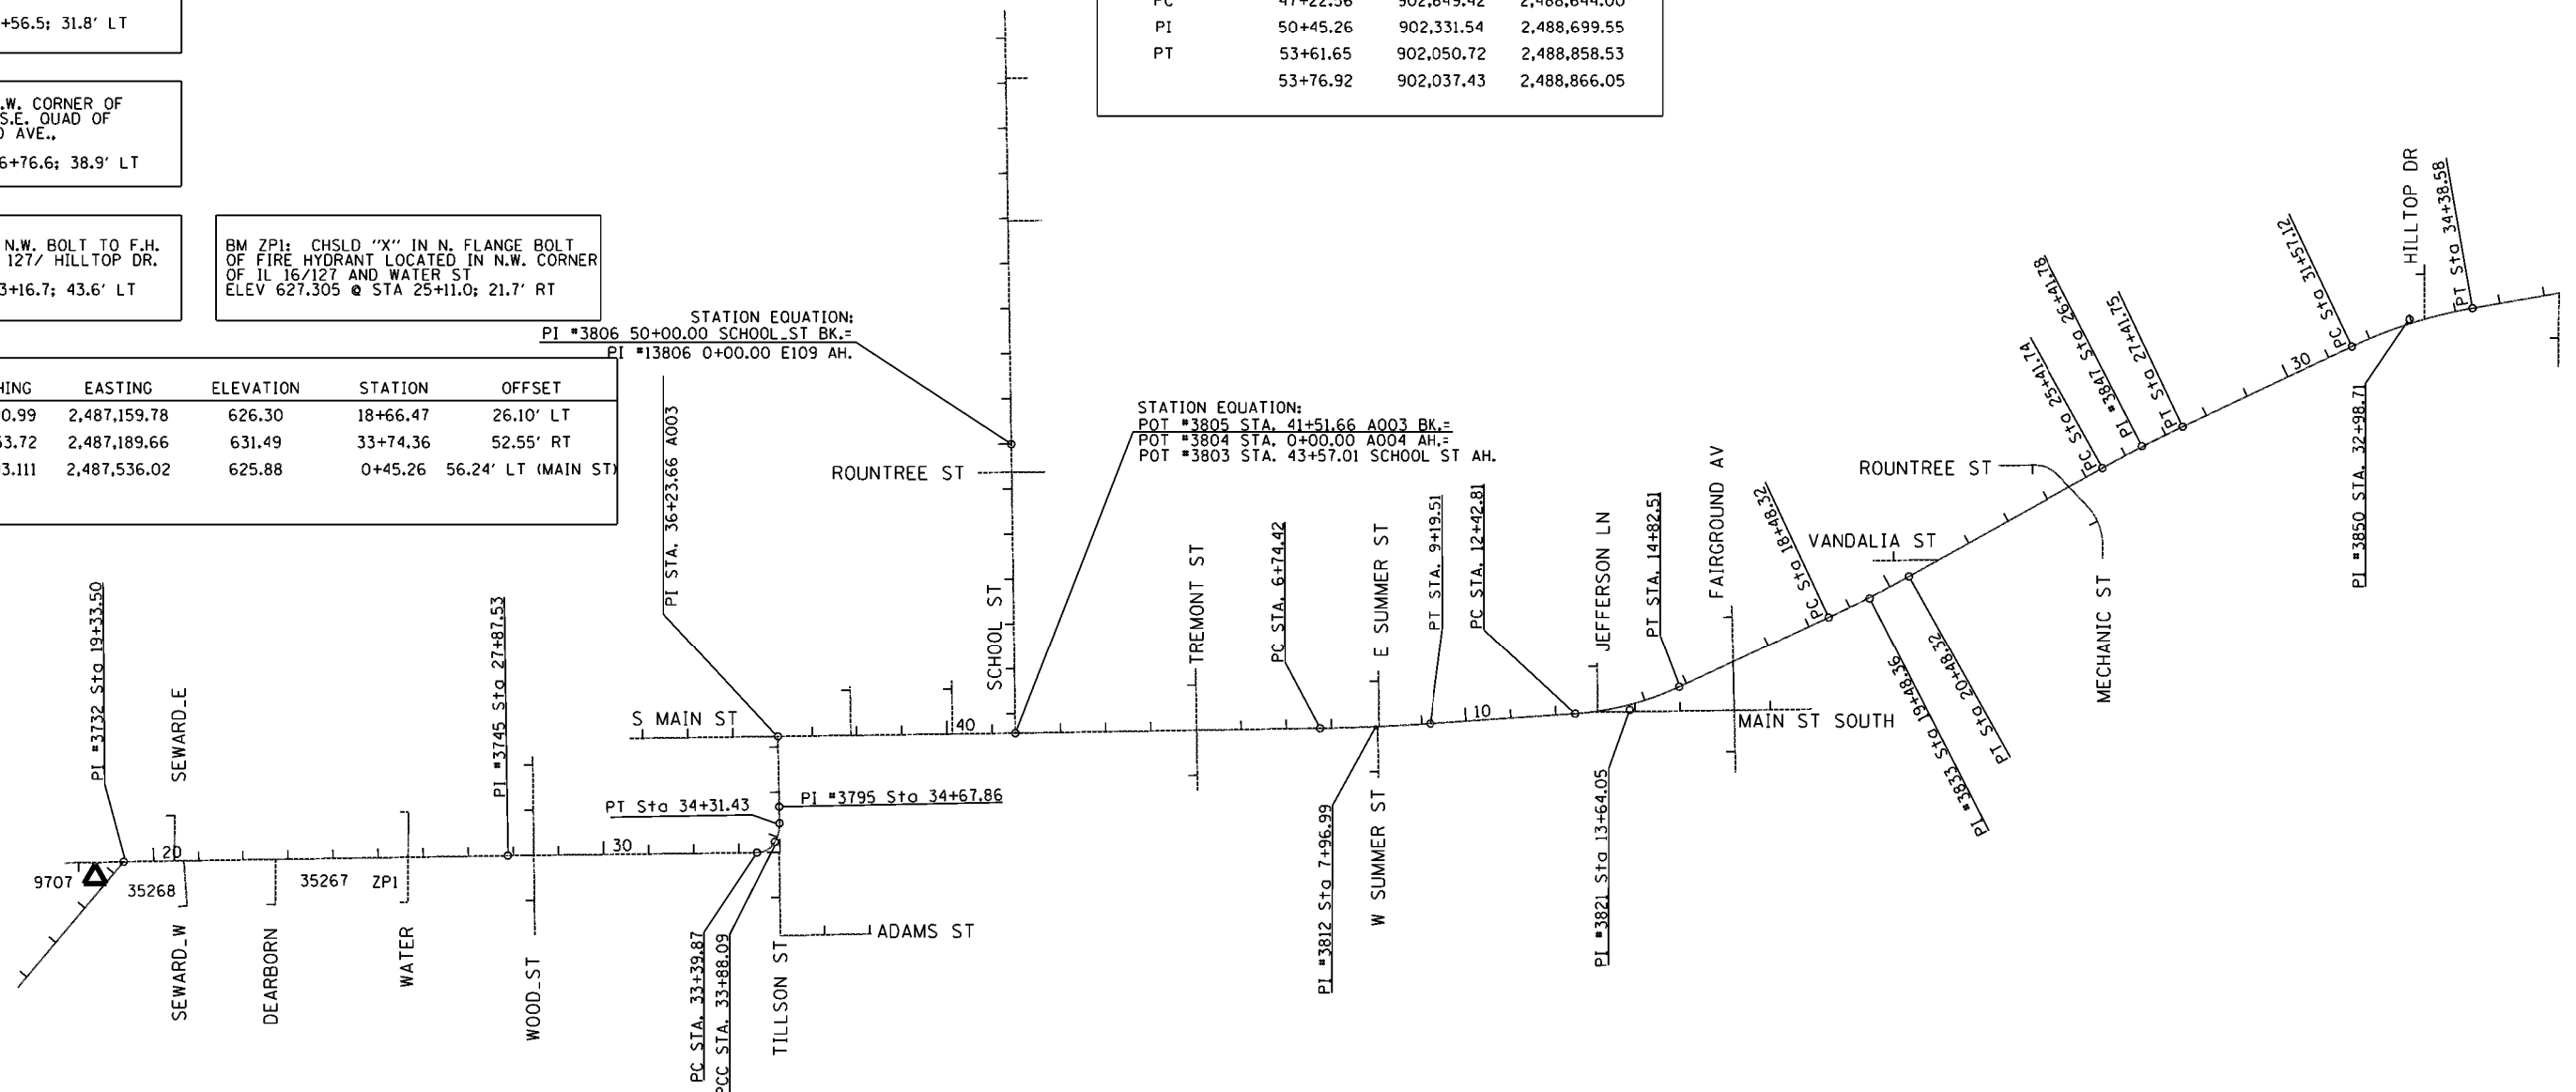 +56.5; 31.8' LT
.W. CORNER OF
S.E. QUAD OF
AVE.,
6+76.6; 38.9' LT
N.W. BOLT TO F.H.
127/ HILLTOP DR.
3+16.7; 43.6' LT
BM ZP1: CHSLD "X" IN N. FLANGE BOLT
OF FIRE HYDRANT LOCATED IN N.W. CORNER
OF IL 16/127 AND WATER ST
ELEV 627.305 @ STA 25+11.0; 21.7' RT
PC 47+22.56 902,649.42 2,488,644.00
PI 50+45.26 902,331.54 2,488,699.55
PT 53+61.65 902,050.72 2,488,858.53
53+76.92 902,037.43 2,488,866.05
HING EASTING ELEVATION STATION OFFSET
0.99 2,487,159.78 626.30 18+66.47 26.10' LT
53.72 2,487,189.66 631.49 33+74.36 52.55' RT
3.111 2,487,536.02 625.88 0+45.26 56.24' LT (MAIN ST)
STATION EQUATION:
PI #3806 50+00.00 SCHOOL_ST BK.=
PI #13806 0+00.00 E109 AH.
STATION EQUATION:
POT #3805 STA. 41+51.66 A003 BK.=
POT #3804 STA. 0+00.00 A004 AH.=
POT #3803 STA. 43+57.01 SCHOOL ST AH.
PI STA. 36+23.66 A003
ROUNTREE ST
SCHOOL ST
S MAIN ST
40
PI #3732 Sta 19+33.50
SEWARD_E
PI #3745 Sta 27+87.53
PT Sta 34+31.43
PI #3795 Sta 34+67.86
20
30
9707
35268
35267
ZP1
SEWARD_W
DEARBORN
WATER
WOOD_ST
PC STA. 33+39.87
PCC STA. 33+88.09
TILLSON ST
ADAMS ST
TREMONT ST
PC STA. 6+74.42
E SUMMER ST
PT STA. 9+19.51
PC STA. 12+42.81
10
JEFFERSON LN
PT STA. 14+82.51
FAIRGROUND AV
MAIN ST SOUTH
PI #3812 Sta 7+96.99
W SUMMER ST
PI #3821 Sta 13+64.05
PC Sta 18+48.32
VANDALIA ST
ROUNTREE ST
PI #3833 Sta 19+48.36
PT Sta 20+48.32
MECHANIC ST
PC Sta 25+41.74
PI #3847 Sta 26+41.78
PT Sta 27+41.75
30
PC Sta 31+57.12
PI #3850 STA. 32+98.71
HILLTOP DR
PT Sta 34+38.58